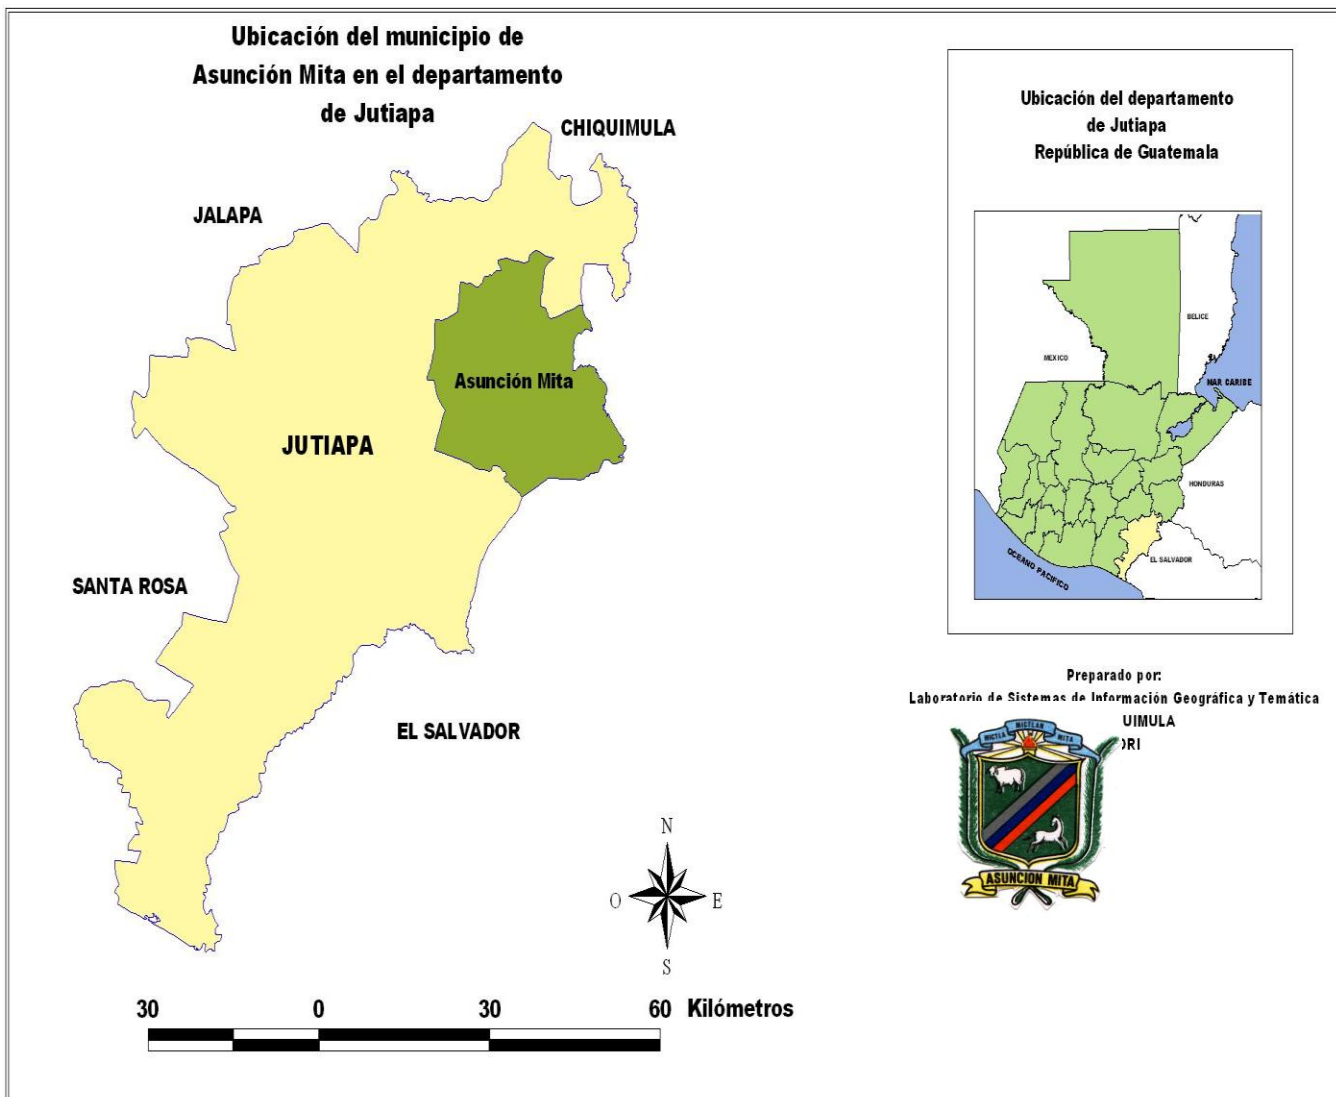 Ubicación del municipio de
Asunción Mita en el departamento
de Jutiapa
CHIQUIMULA
JALAPA
Asunción Mita
JUTIAPA
SANTA ROSA
EL SALVADOR
N
O
E
S
30 0 30 60 Kilómetros
Ubicación del departamento
de Jutiapa
República de Guatemala
BELICE
MEXICO
MAR CARIBE
HONDURAS
EL SALVADOR
OCEANO PACIFICO
Preparado por:
Laboratorio de Sistemas de Información Geográfica y Temática
UIMULA
ORI
MICTLA MICTLAN MITA
ASUNCION MITA